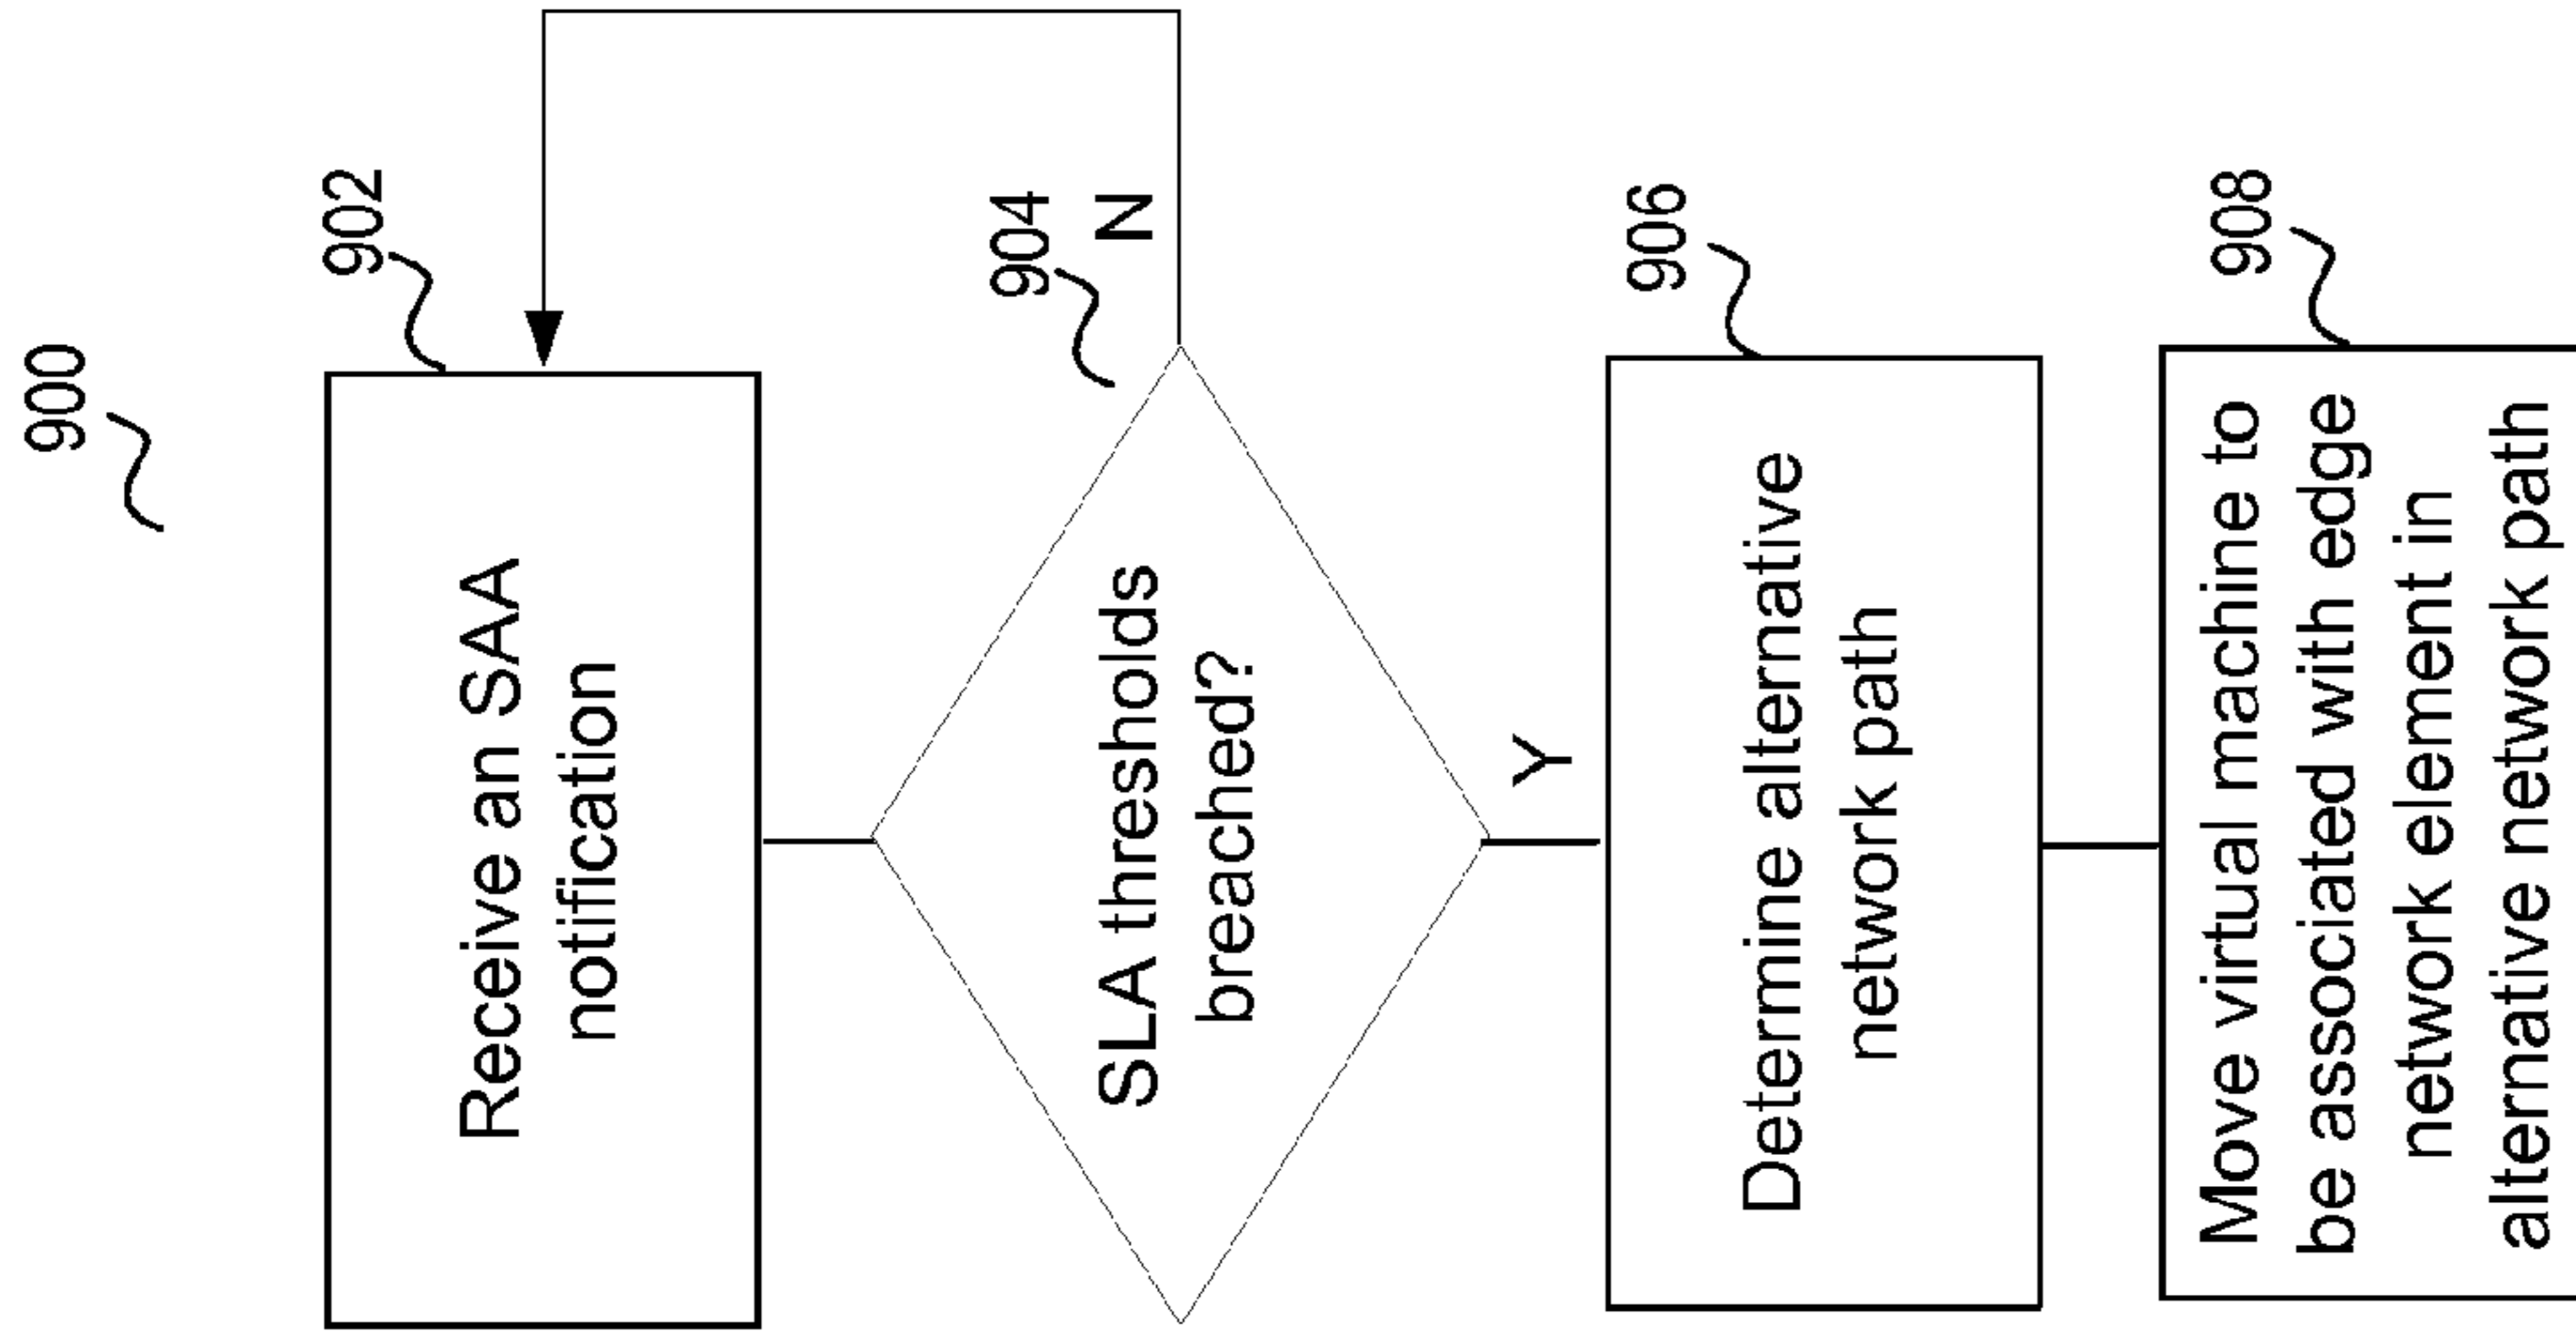 900
902
Receive an SAA
notification
904
N
SLA thresholds
breached?
Y
906
Determine alternative
network path
908
Move virtual machine to
be associated with edge
network element in
alternative network path